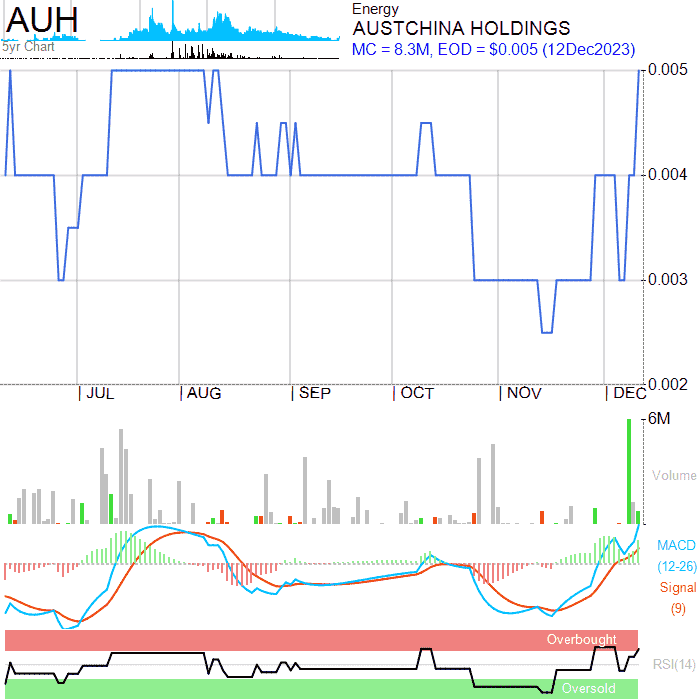 AUH
5yr Chart
Energy
AUSTCHINA HOLDINGS
MC = 8.3M, EOD = $0.005 (12Dec2023)
0.005
0.004
0.003
0.002
JUL
AUG
SEP
OCT
NOV
DEC
6M
Volume
MACD
(12-26)
Signal
(9)
Overbought
RSI(14)
Oversold